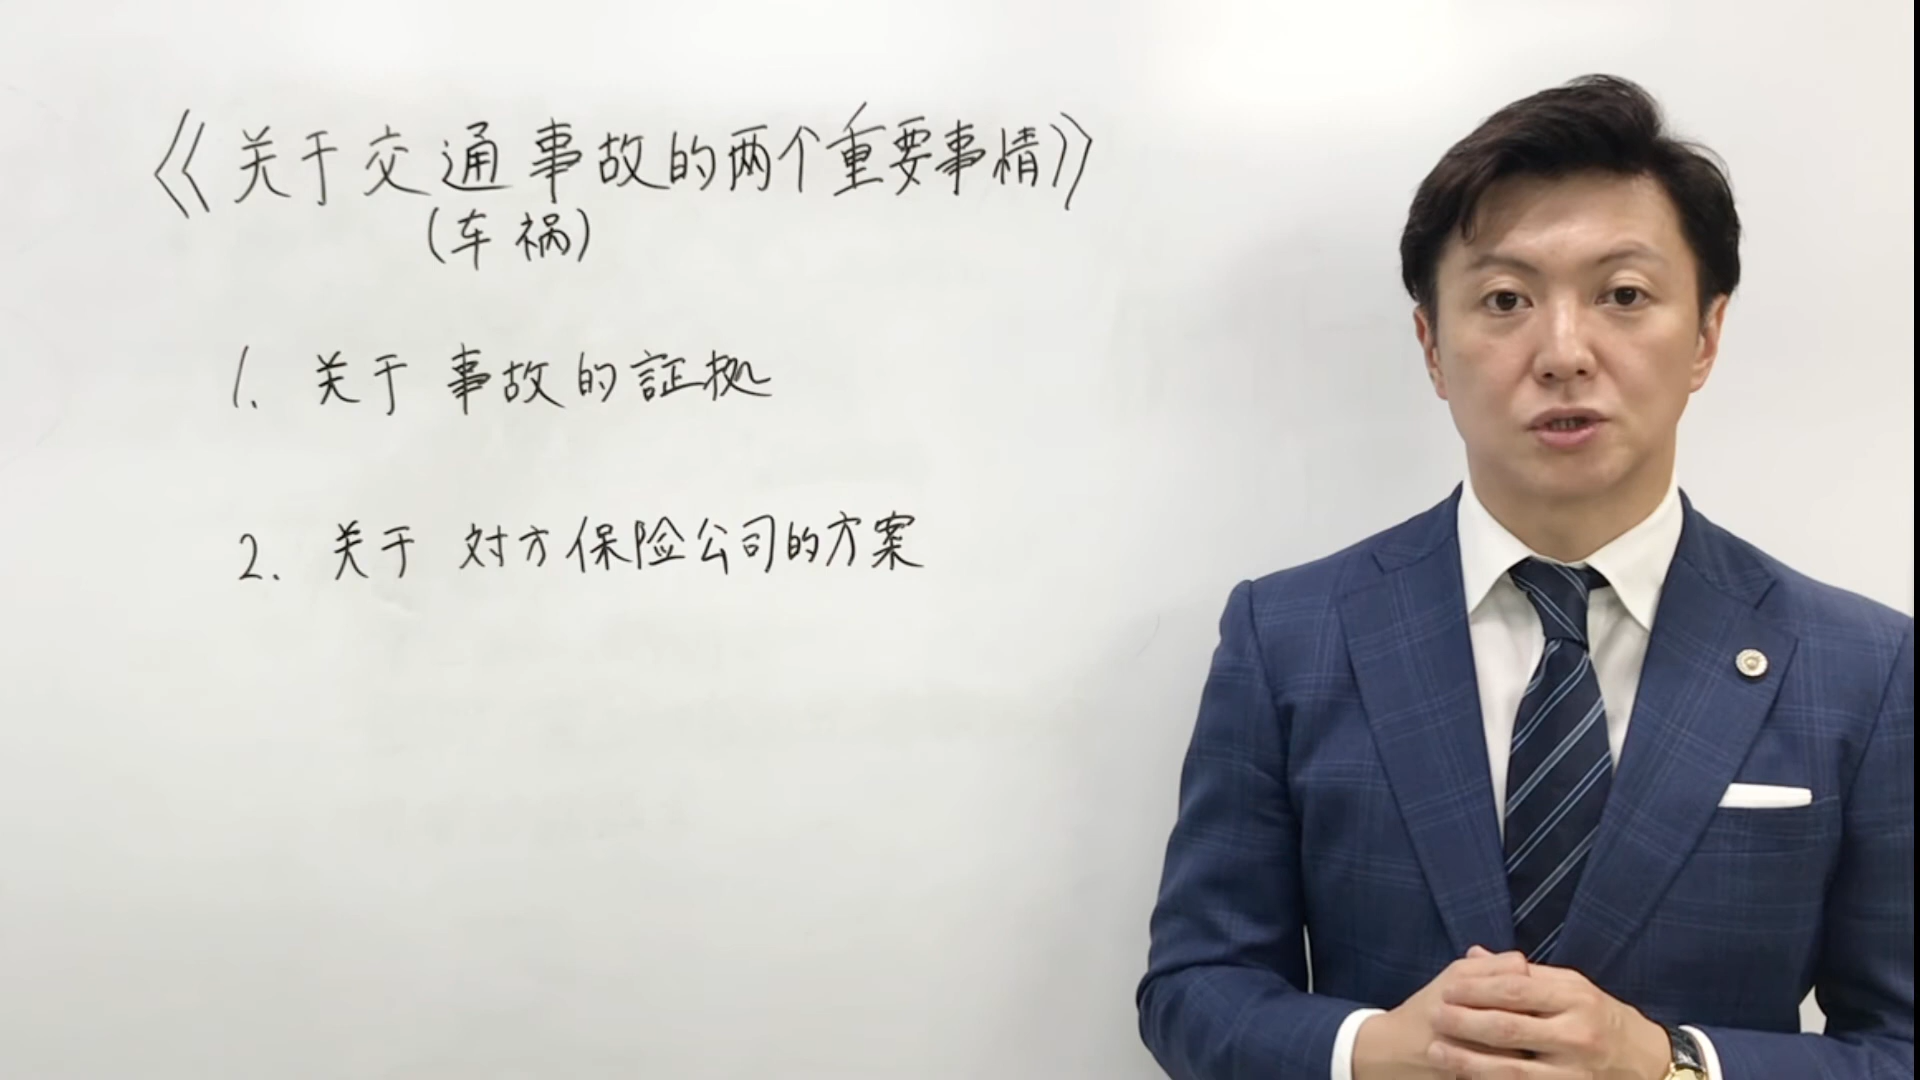 《关于交通事故的两个重要事情》
(车祸)
1. 关于事故的証拠
2. 关于対方保险公司的方案